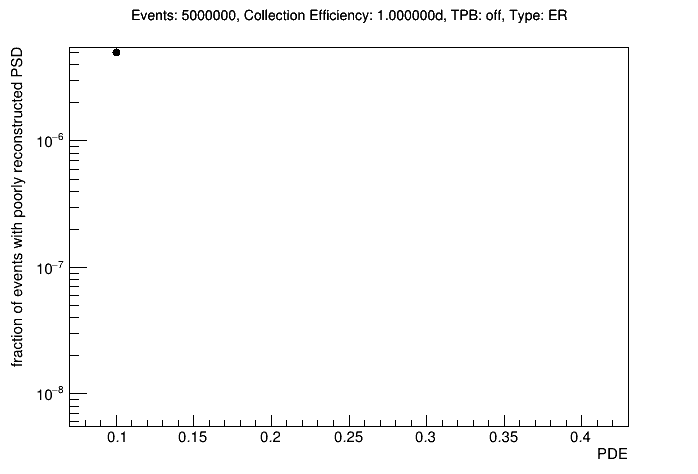 Events: 5000000, Collection Efficiency: 1.000000d, TPB: off, Type: ER
fraction of events with poorly reconstructed PSD
10⁻⁶
10⁻⁷
10⁻⁸
0.1 0.15 0.2 0.25 0.3 0.35 0.4
PDE